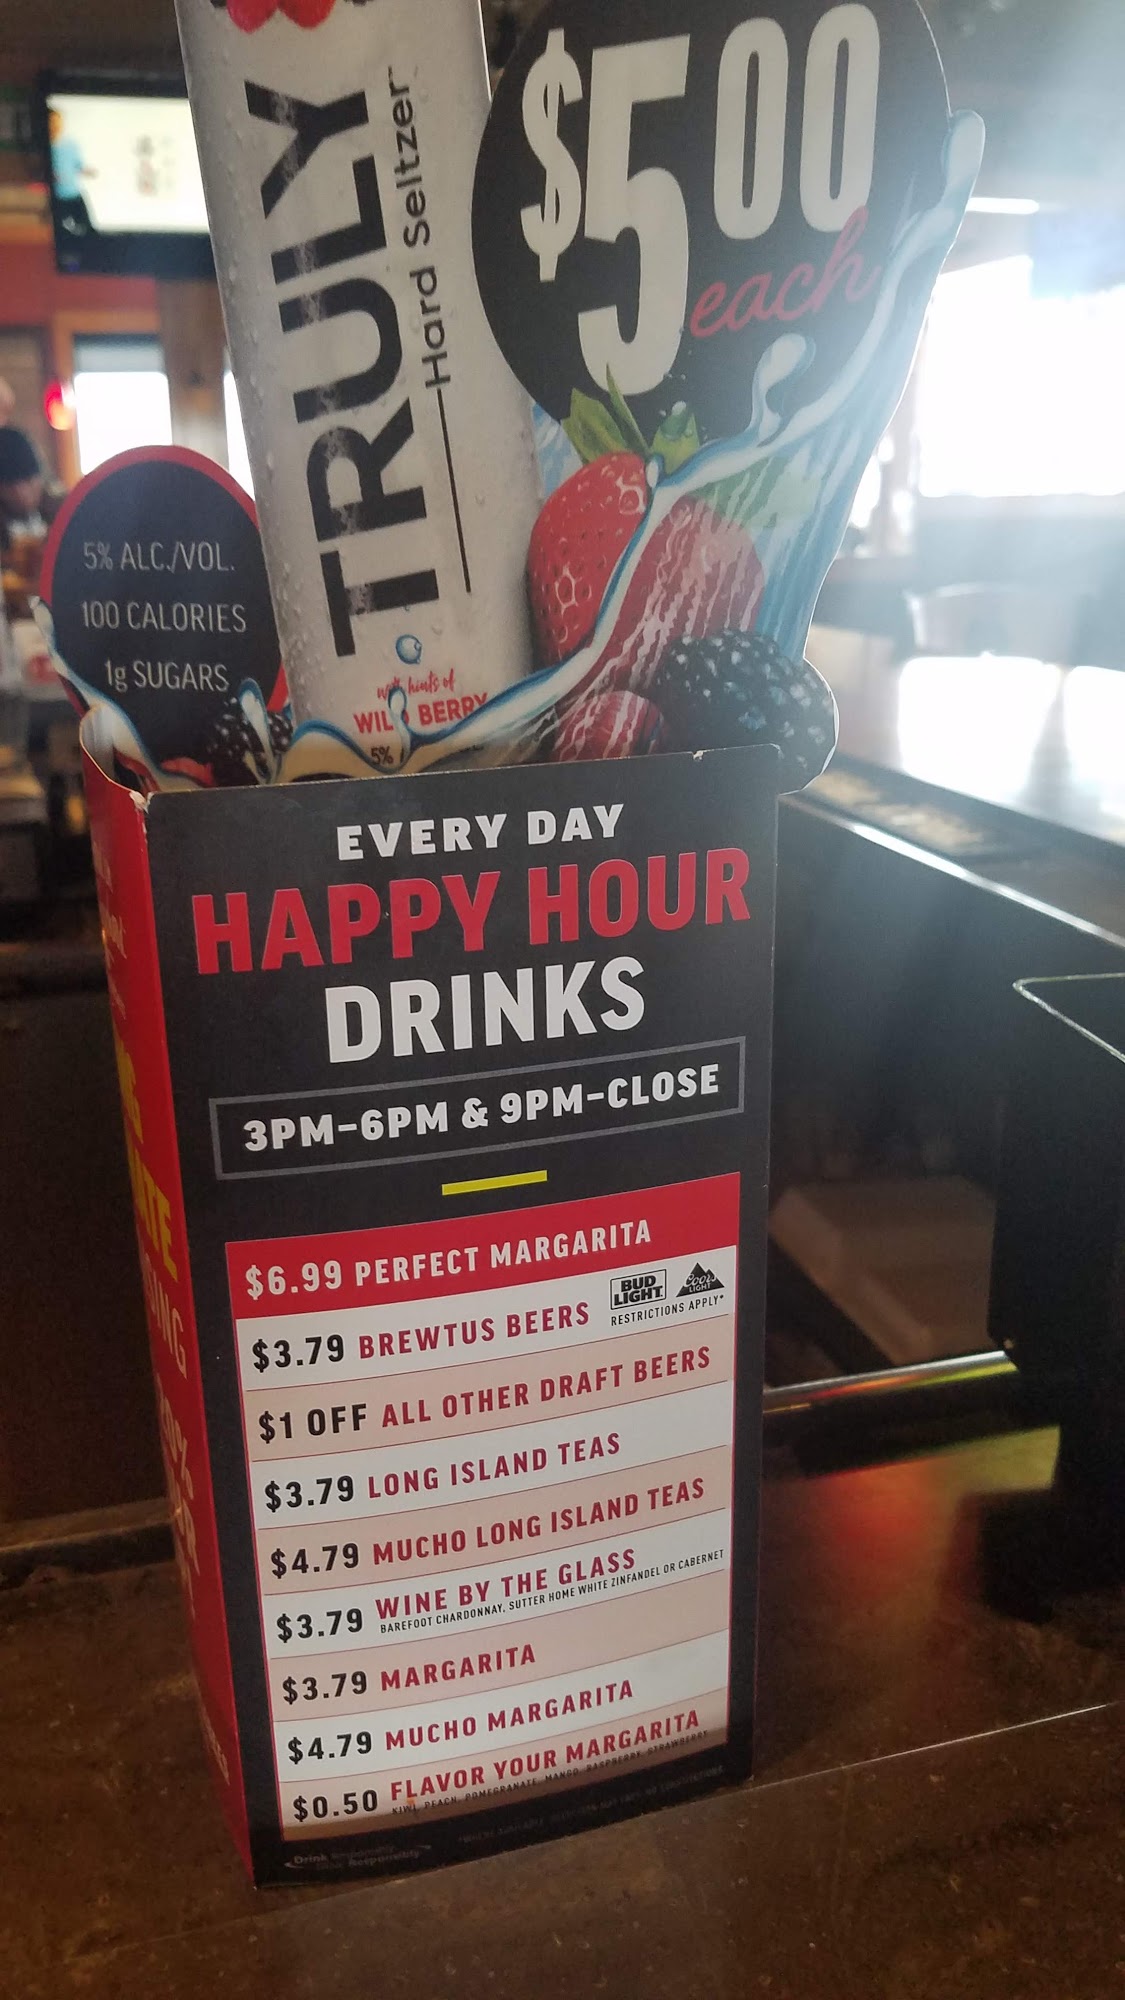 $5.00
each
TRULY
Hard Seltzer
5% ALC./VOL.
100 CALORIES
1g SUGARS
with hints of
WILD BERRY
5%
EVERY DAY
HAPPY HOUR
DRINKS
3PM-6PM & 9PM-CLOSE
$6.99 PERFECT MARGARITA
$3.79 BREWTUS BEERS
BUD LIGHT
Coors LIGHT
RESTRICTIONS APPLY*
$1 OFF ALL OTHER DRAFT BEERS
$3.79 LONG ISLAND TEAS
$4.79 MUCHO LONG ISLAND TEAS
$3.79 WINE BY THE GLASS
BAREFOOT CHARDONNAY, SUTTER HOME WHITE ZINFANDEL OR CABERNET
$3.79 MARGARITA
$4.79 MUCHO MARGARITA
$0.50 FLAVOR YOUR MARGARITA
KIWI, PEACH, POMEGRANATE, MANGO, RASPBERRY, STRAWBERRY
Drink Responsibly
Drive Responsibly